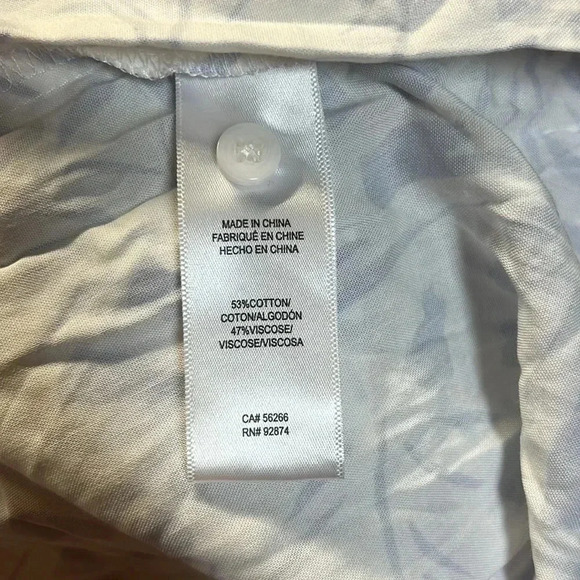 MADE IN CHINA
FABRIQUÉ EN CHINE
HECHO EN CHINA
53%COTTON/
COTON/ALGODÓN
47%VISCOSE/
VISCOSE/VISCOSA
CA# 56266
RN# 92874